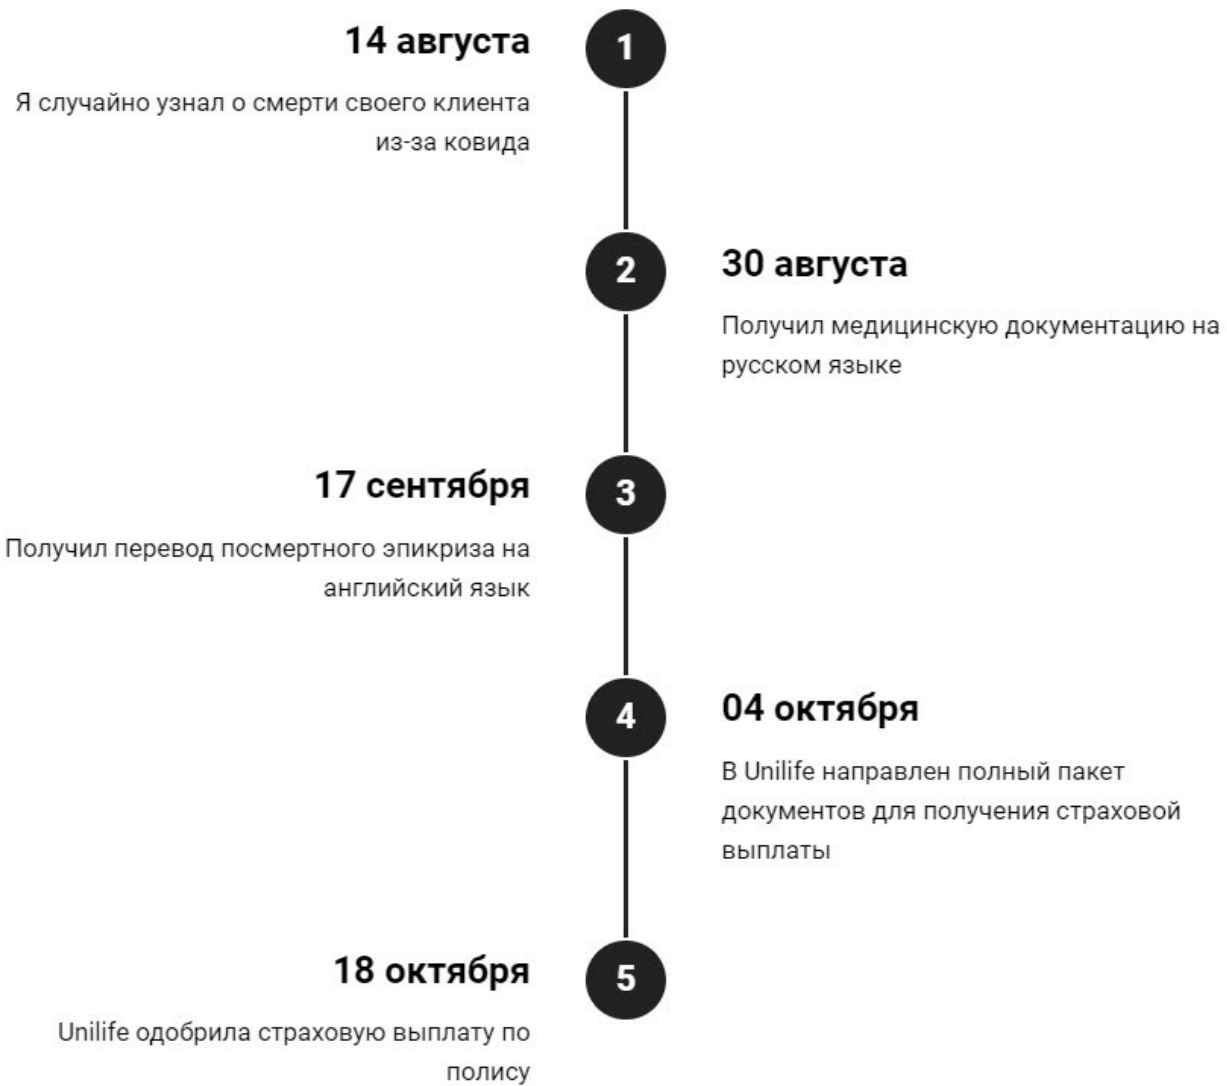 14 августа
1
Я случайно узнал о смерти своего клиента
из-за ковида
2
30 августа
Получил медицинскую документацию на
русском языке
17 сентября
3
Получил перевод посмертного эпикриза на
английский язык
4
04 октября
В Unilife направлен полный пакет
документов для получения страховой
выплаты
18 октября
5
Unilife одобрила страховую выплату по
полису